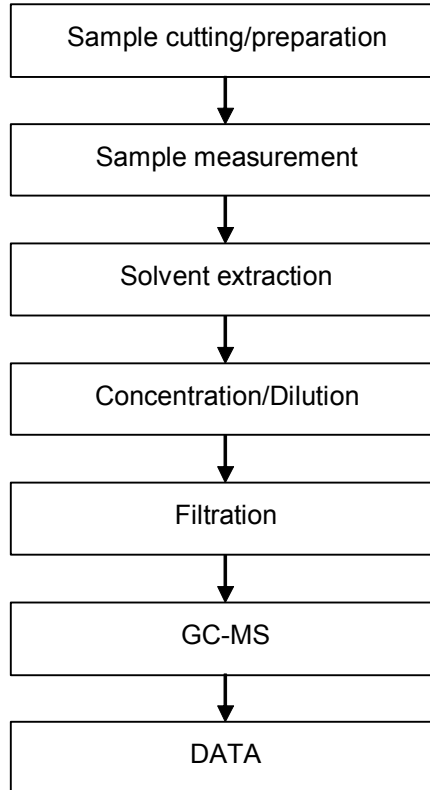 Sample cutting/preparation
Sample measurement
Solvent extraction
Concentration/Dilution
Filtration
GC-MS
DATA